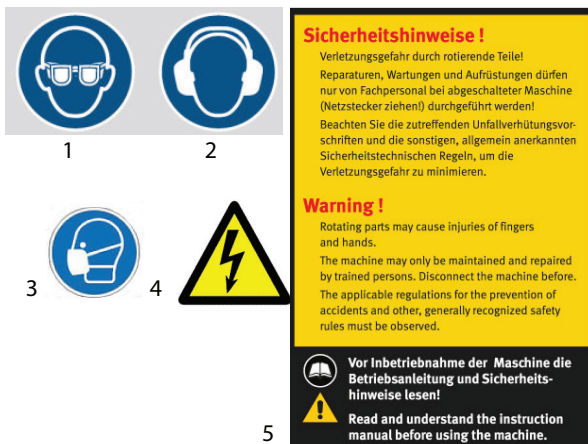 1
2
3
4
Sicherheitshinweise !
Verletzungsgefahr durch rotierende Teile!
Reparaturen, Wartungen und Aufrüstungen dürfen
nur von Fachpersonal bei abgeschalteter Maschine
(Netzstecker ziehen!) durchgeführt werden!
Beachten Sie die zutreffenden Unfallverhütungsvor-
schriften und die sonstigen, allgemein anerkannten
Sicherheitstechnischen Regeln, um die
Verletzungsgefahr zu minimieren.
Warning !
Rotating parts may cause injuries of fingers
and hands.
The machine may only be maintained and repaired
by trained persons. Disconnect the machine before.
The applicable regulations for the prevention of
accidents and other, generally recognized safety
rules must be observed.
Vor Inbetriebnahme der Maschine die
Betriebsanleitung und Sicherheits-
hinweise lesen!
Read and understand the instruction
manual before using the machine.
5